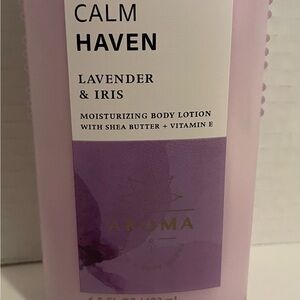 CALM
HAVEN
LAVENDER
& IRIS
MOISTURIZING BODY LOTION
WITH SHEA BUTTER + VITAMIN E
AROMA